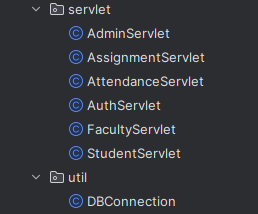 servlet
AdminServlet
AssignmentServlet
AttendanceServlet
AuthServlet
FacultyServlet
StudentServlet
util
DBConnection